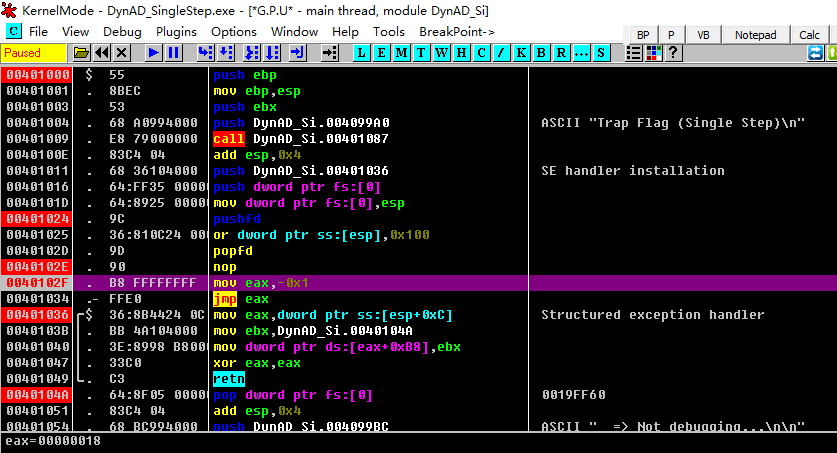 KernelMode - DynAD_SingleStep.exe - [*G.P.U* - main thread, module DynAD_Si]
C File View Debug Plugins Options Window Help Tools BreakPoint->
BP P VB Notepad Calc
Paused L E M T W H C / K B R ... S ?
00401000 $ 55 push ebp
00401001 . 8BEC mov ebp,esp
00401003 . 53 push ebx
00401004 . 68 A0994000 push DynAD_Si.004099A0 ASCII "Trap Flag (Single Step)\n"
00401009 . E8 79000000 call DynAD_Si.00401087
0040100E . 83C4 04 add esp,0x4
00401011 . 68 36104000 push DynAD_Si.00401036 SE handler installation
00401016 . 64:FF35 0000 push dword ptr fs:[0]
0040101D . 64:8925 0000 mov dword ptr fs:[0],esp
00401024 . 9C pushfd
00401025 . 36:810C24 00 or dword ptr ss:[esp],0x100
0040102D . 9D popfd
0040102E . 90 nop
0040102F . B8 FFFFFFFF mov eax,-0x1
00401034 .- FFE0 jmp eax
00401036 $ 36:8B4424 0C mov eax,dword ptr ss:[esp+0xC] Structured exception handler
0040103B . BB 4A104000 mov ebx,DynAD_Si.0040104A
00401040 . 3E:8998 B800 mov dword ptr ds:[eax+0xB8],ebx
00401047 . 33C0 xor eax,eax
00401049 . C3 retn
0040104A . 64:8F05 0000 pop dword ptr fs:[0] 0019FF60
00401051 . 83C4 04 add esp,0x4
00401054 . 68 BC994000 push DynAD_Si.004099BC ASCII "  => Not debugging...\n\n"
eax=00000018